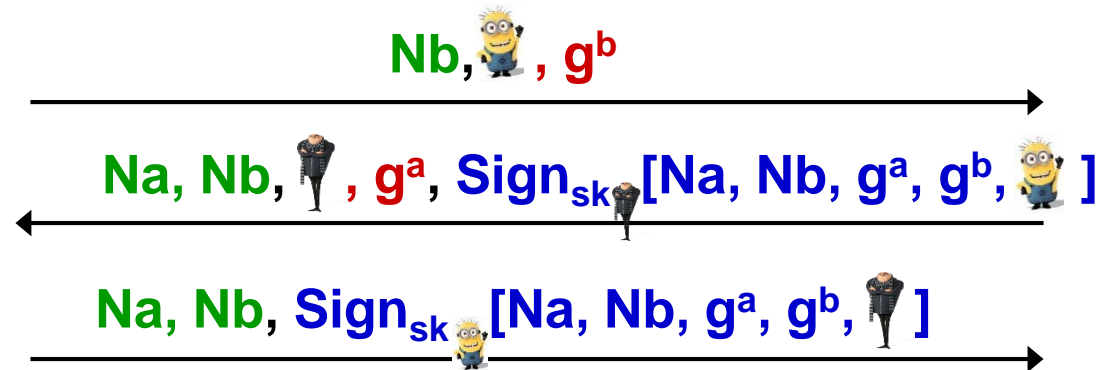 Nb, , g^b
Na, Nb, , g^a, Sign_sk [Na, Nb, g^a, g^b, ]
Na, Nb, Sign_sk [Na, Nb, g^a, g^b, ]